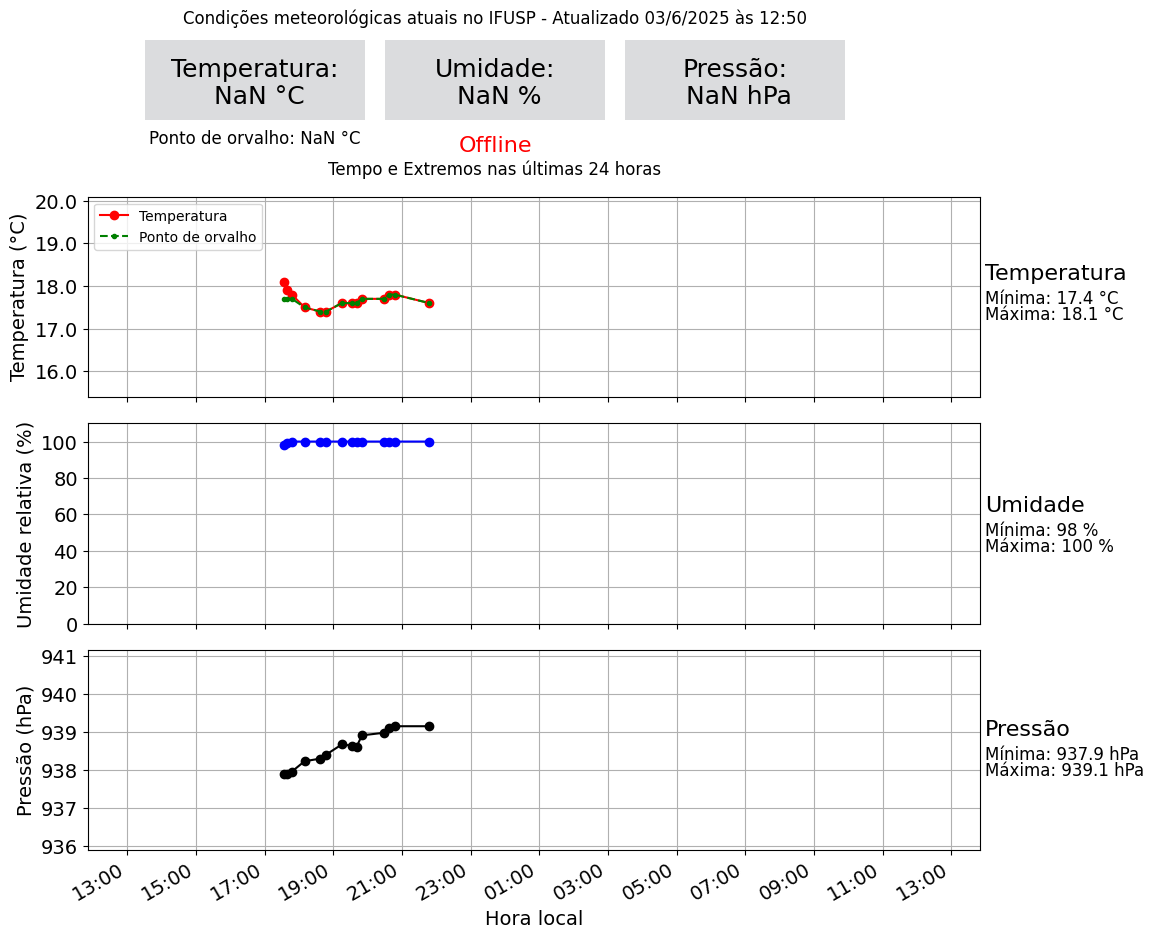 Condições meteorológicas atuais no IFUSP - Atualizado 03/6/2025 às 12:50
Temperatura:
NaN °C
Umidade:
NaN %
Pressão:
NaN hPa
Ponto de orvalho: NaN °C
Offline
Tempo e Extremos nas últimas 24 horas
Temperatura (°C)
20.0
19.0
18.0
17.0
16.0
Temperatura
Ponto de orvalho
Temperatura
Mínima: 17.4 °C
Máxima: 18.1 °C
Umidade relativa (%)
100
80
60
40
20
0
Umidade
Mínima: 98 %
Máxima: 100 %
Pressão (hPa)
941
940
939
938
937
936
Pressão
Mínima: 937.9 hPa
Máxima: 939.1 hPa
13:00 15:00 17:00 19:00 21:00 23:00 01:00 03:00 05:00 07:00 09:00 11:00 13:00
Hora local